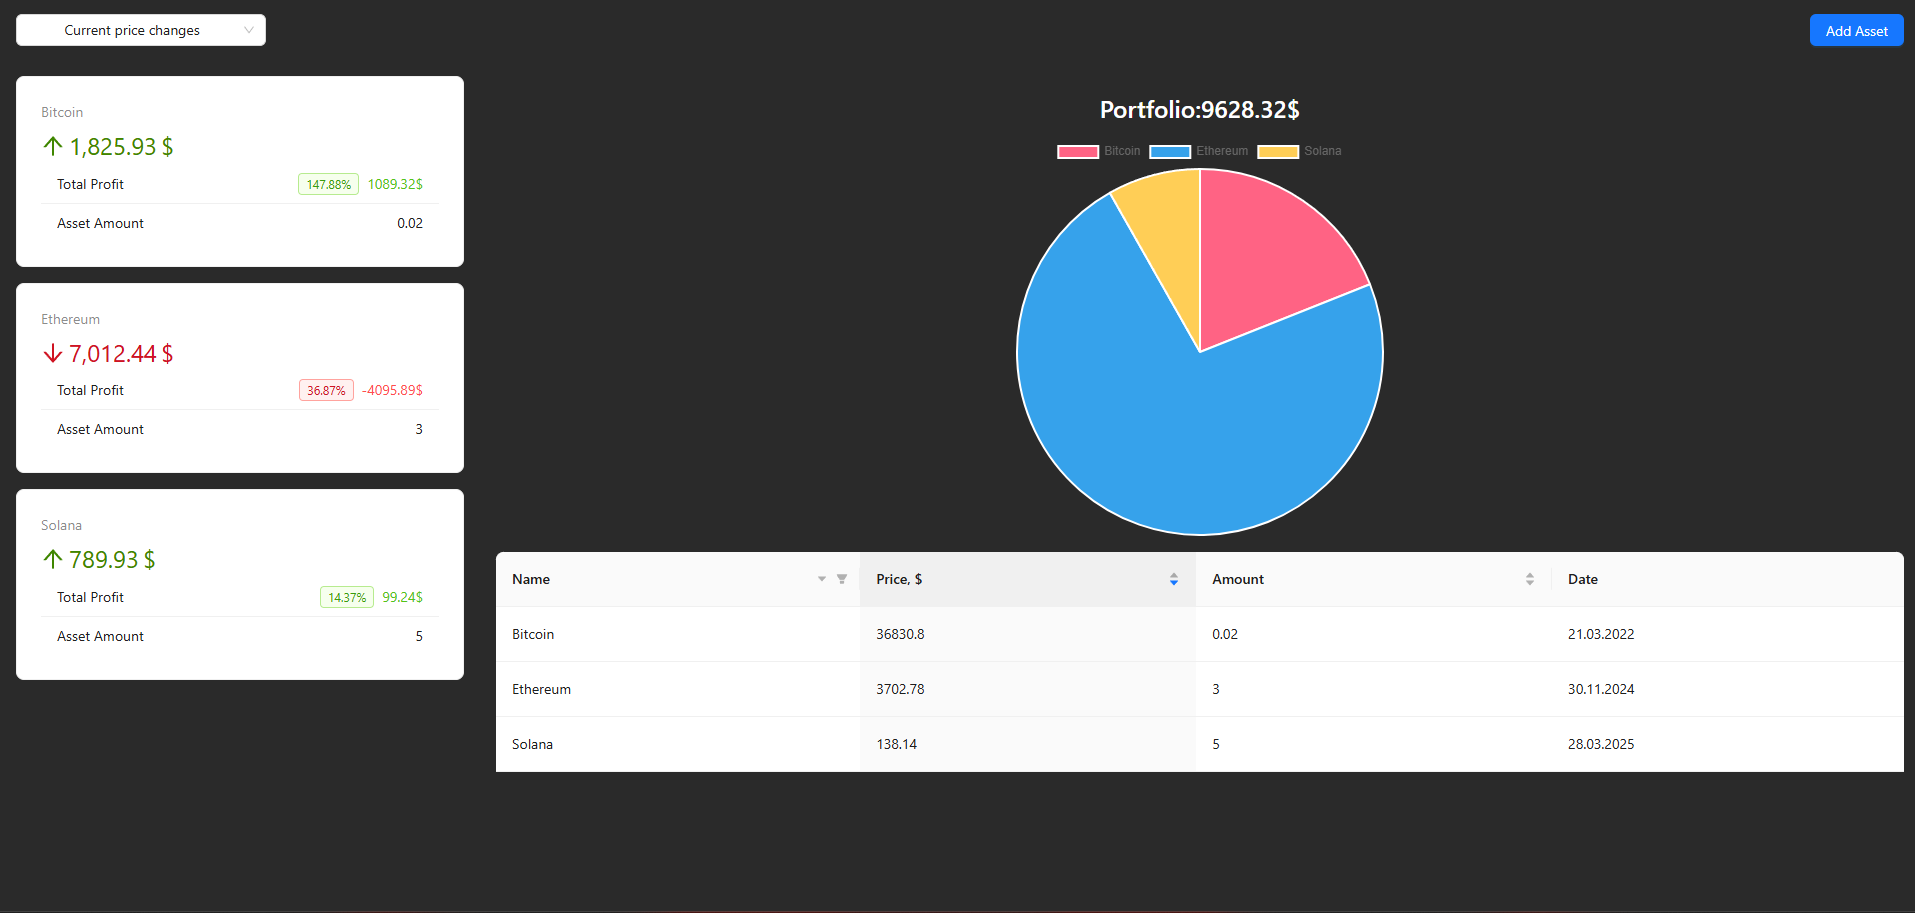 Current price changes
Add Asset
Bitcoin
1,825.93 $
Total Profit 147.88% 1089.32$
Asset Amount 0.02
Ethereum
7,012.44 $
Total Profit 36.87% -4095.89$
Asset Amount 3
Solana
789.93 $
Total Profit 14.37% 99.24$
Asset Amount 5
Portfolio:9628.32$
Bitcoin Ethereum Solana
Name Price, $ Amount Date
Bitcoin 36830.8 0.02 21.03.2022
Ethereum 3702.78 3 30.11.2024
Solana 138.14 5 28.03.2025